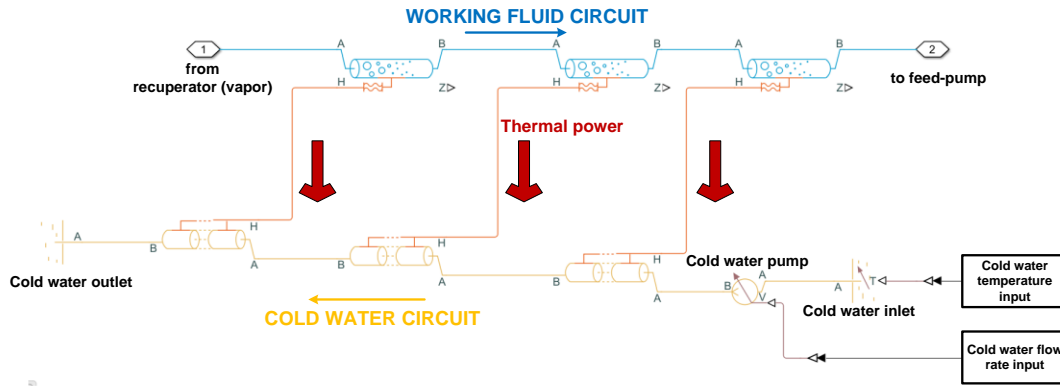 WORKING FLUID CIRCUIT
1
A
B
A
B
A
B
2
from
recuperator (vapor)
to feed-pump
H
Z
H
Z
H
Z
Thermal power
A
B
H
A
B
H
A
B
H
A
Cold water outlet
Cold water pump
B
A
V
A
T
Cold water inlet
Cold water
temperature
input
COLD WATER CIRCUIT
Cold water flow
rate input